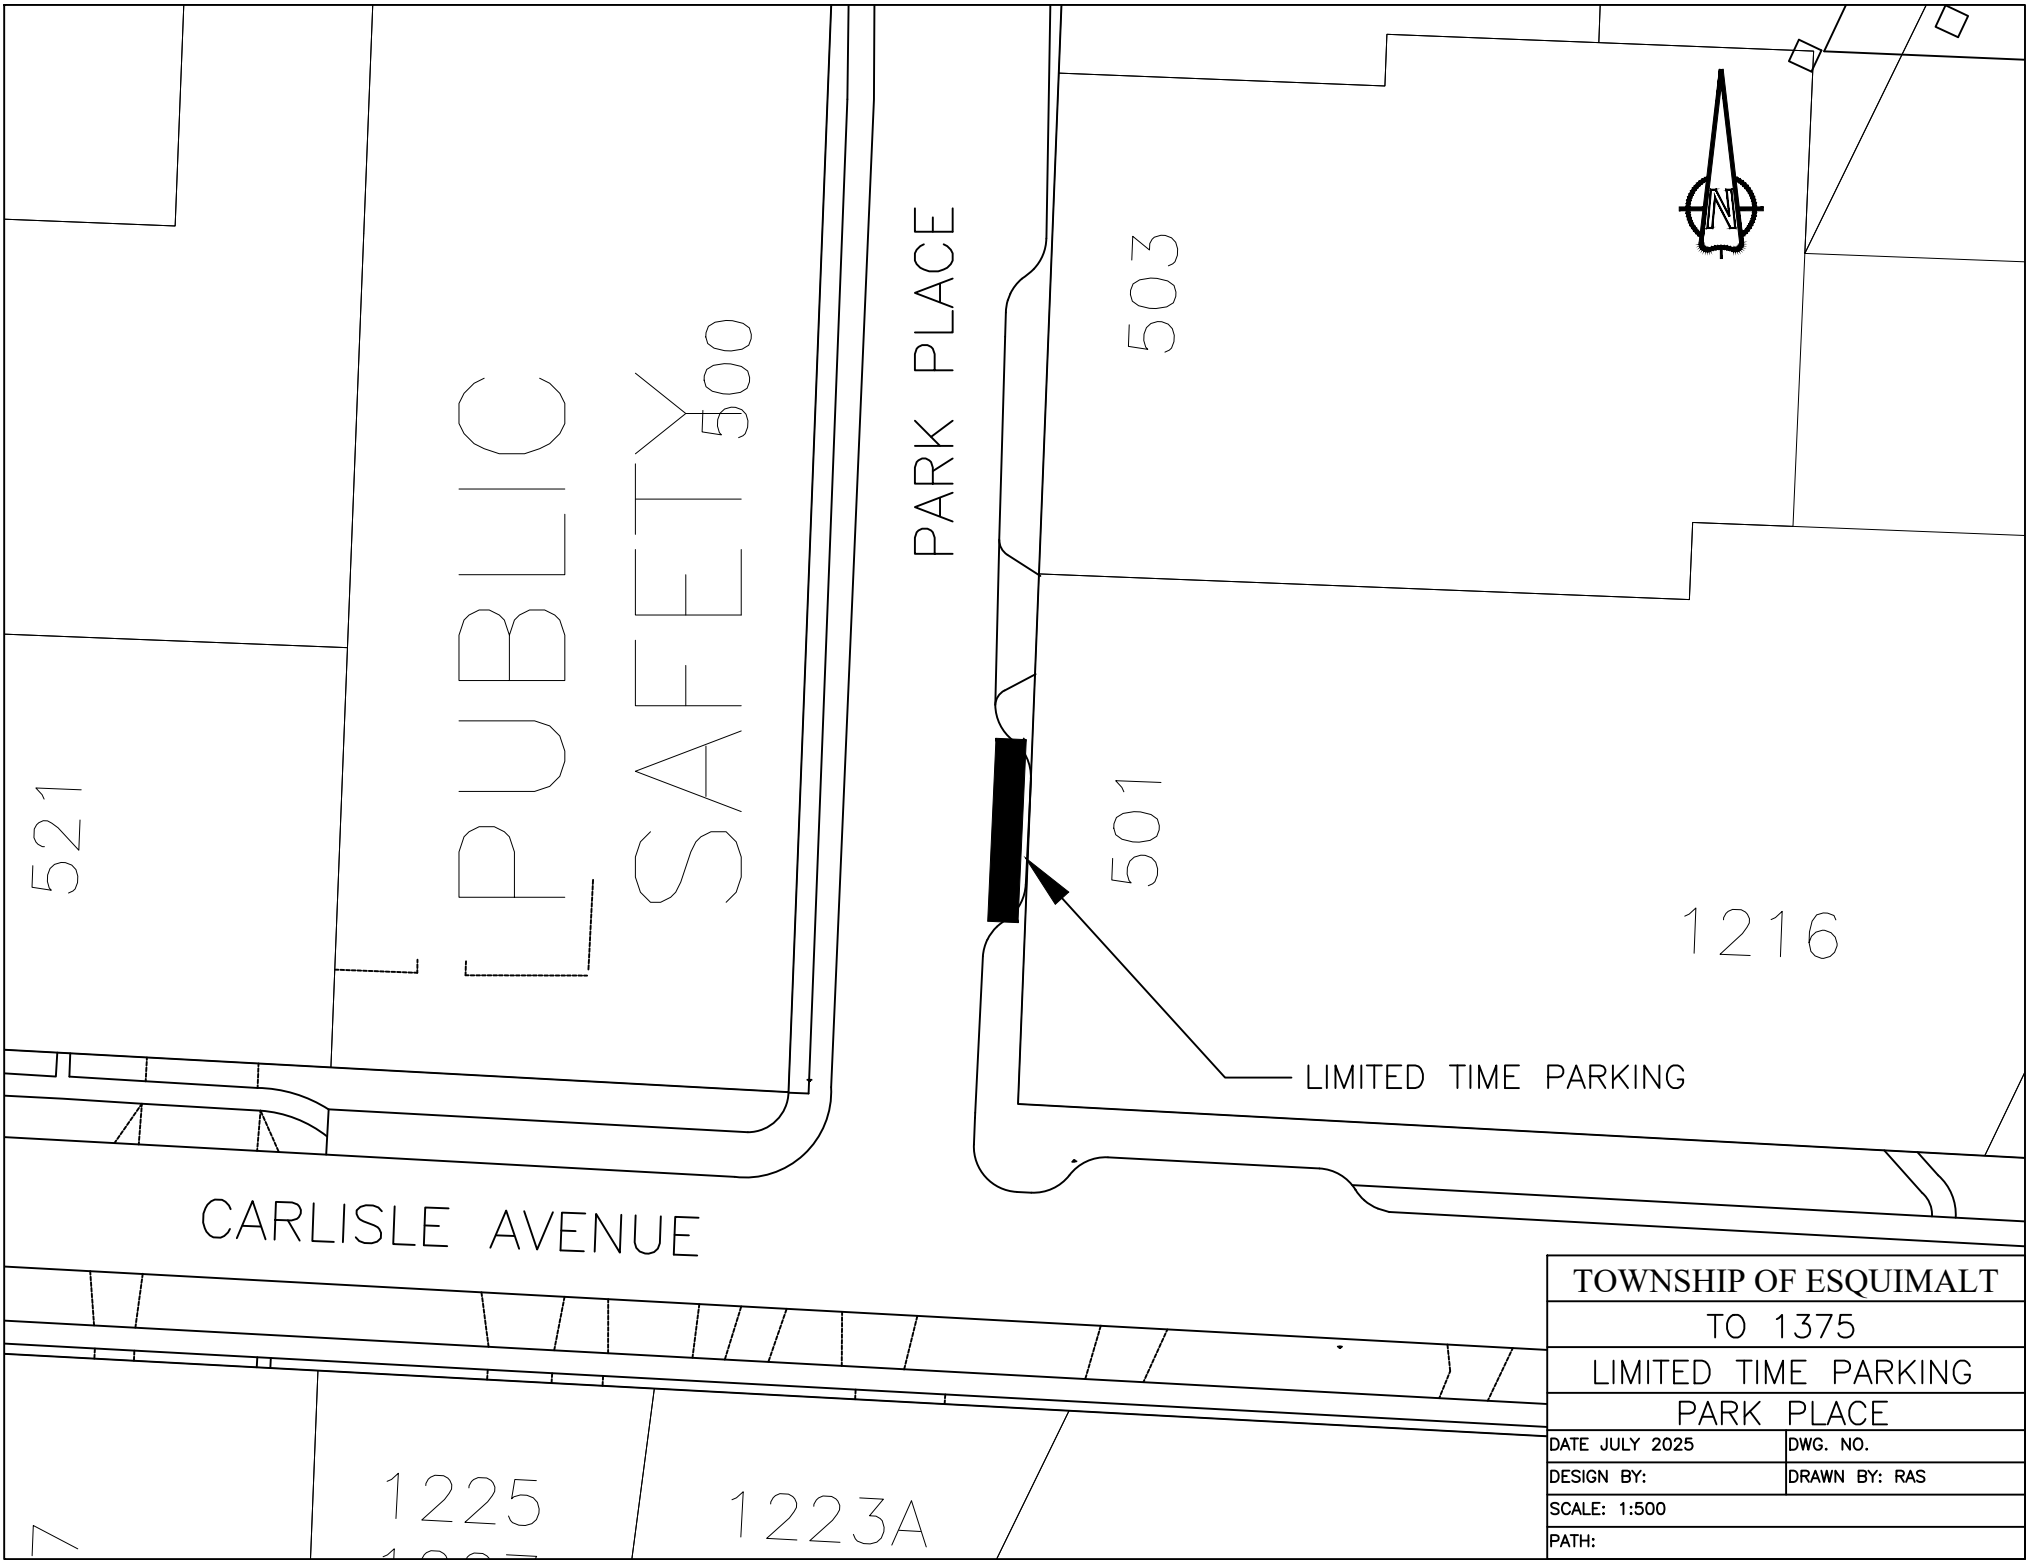 PARK PLACE
503
500
PUBLIC
SAFETY
521
501
1216
LIMITED TIME PARKING
CARLISLE AVENUE
N
1225
1223A
7
TOWNSHIP OF ESQUIMALT
TO 1375
LIMITED TIME PARKING
PARK PLACE
DATE JULY 2025
DWG. NO.
DESIGN BY:
DRAWN BY: RAS
SCALE: 1:500
PATH: